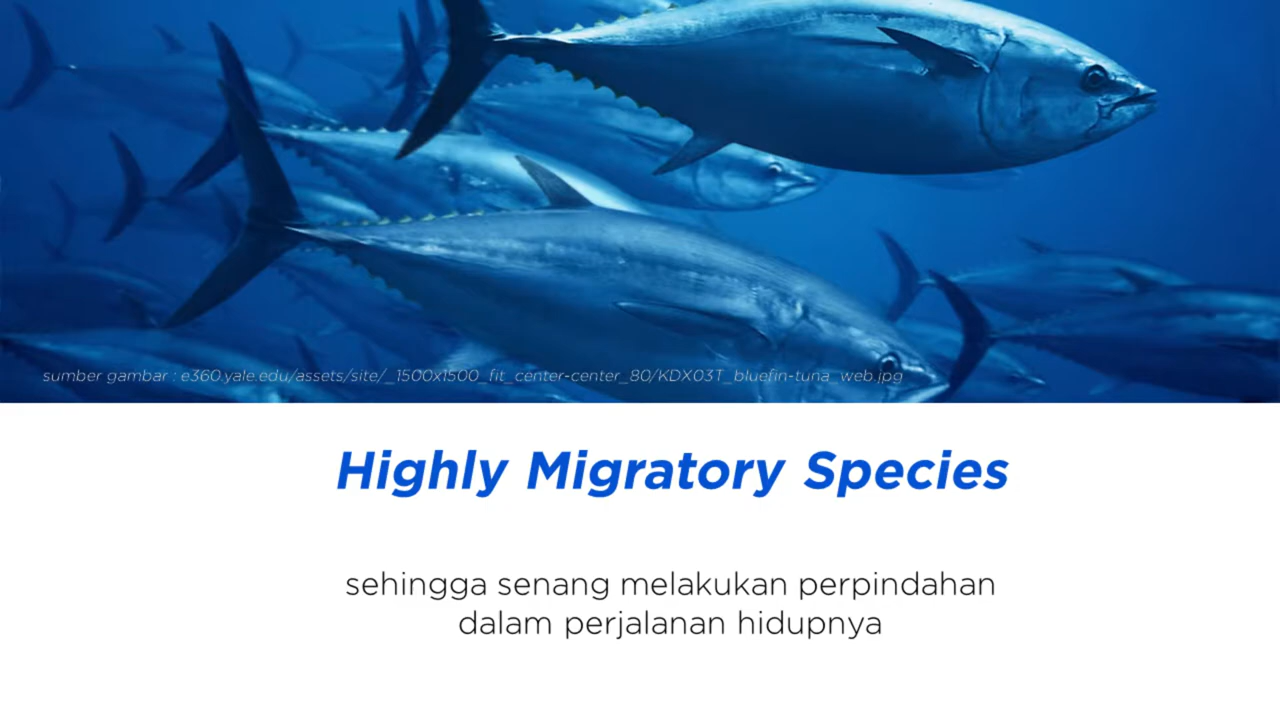 sumber gambar : e360.yale.edu/assets/site/_1500x1500_fit_center-center_80/KDX03T_bluefin-tuna_web.jpg
Highly Migratory Species
sehingga senang melakukan perpindahan
dalam perjalanan hidupnya